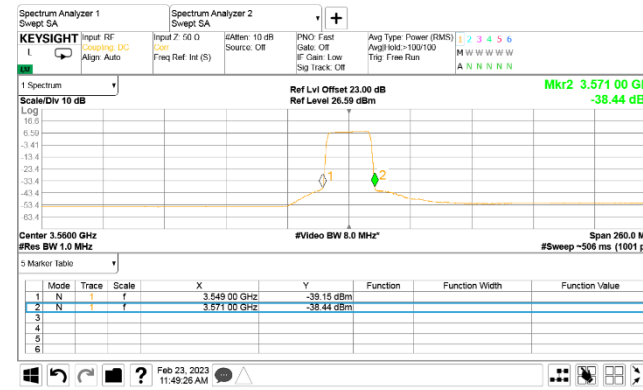 Spectrum Analyzer 1
Swept SA
Spectrum Analyzer 2
Swept SA
KEYSIGHT
L
Input: RF
Coupling: DC
Align: Auto
Input Z: 50 Ω
Corr
Freq Ref: Int (S)
#Atten: 10 dB
Source: Off
PNO: Fast
Gate: Off
IF Gain: Low
Sig Track: Off
Avg Type: Power (RMS)
Avg|Hold:>100/100
Trig: Free Run
1 2 3 4 5 6
M W W W W W
A N N N N N
1 Spectrum
Scale/Div 10 dB
Log
Ref Lvl Offset 23.00 dB
Ref Level 26.59 dBm
Mkr2 3.571 00 G
-38.44 dB
16.6
6.59
-3.41
-13.4
-23.4
-33.4
-43.4
-53.4
-63.4
1
2
Center 3.5600 GHz
#Res BW 1.0 MHz
#Video BW 8.0 MHz*
Span 260.0 M
#Sweep ~506 ms (1001 p
5 Marker Table
Mode Trace Scale X Y Function Function Width Function Value
1 N 1 f 3.549 00 GHz -39.15 dBm
2 N 1 f 3.571 00 GHz -38.44 dBm
3
4
5
6
?
Feb 23, 2023
11:49:26 AM